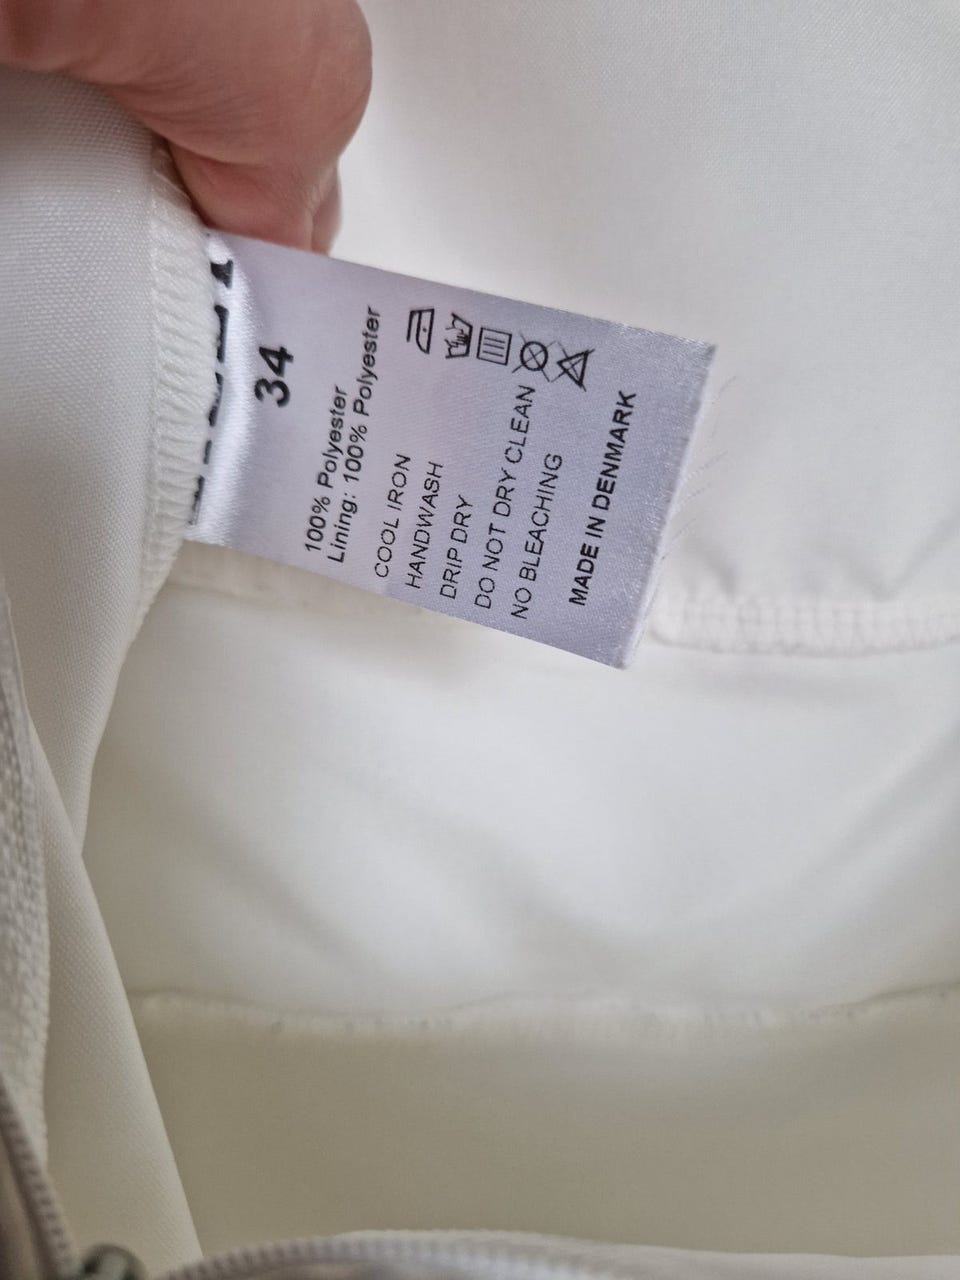 34
100% Polyester
Lining: 100% Polyester
COOL IRON
HANDWASH
DRIP DRY
DO NOT DRY CLEAN
NO BLEACHING
MADE IN DENMARK